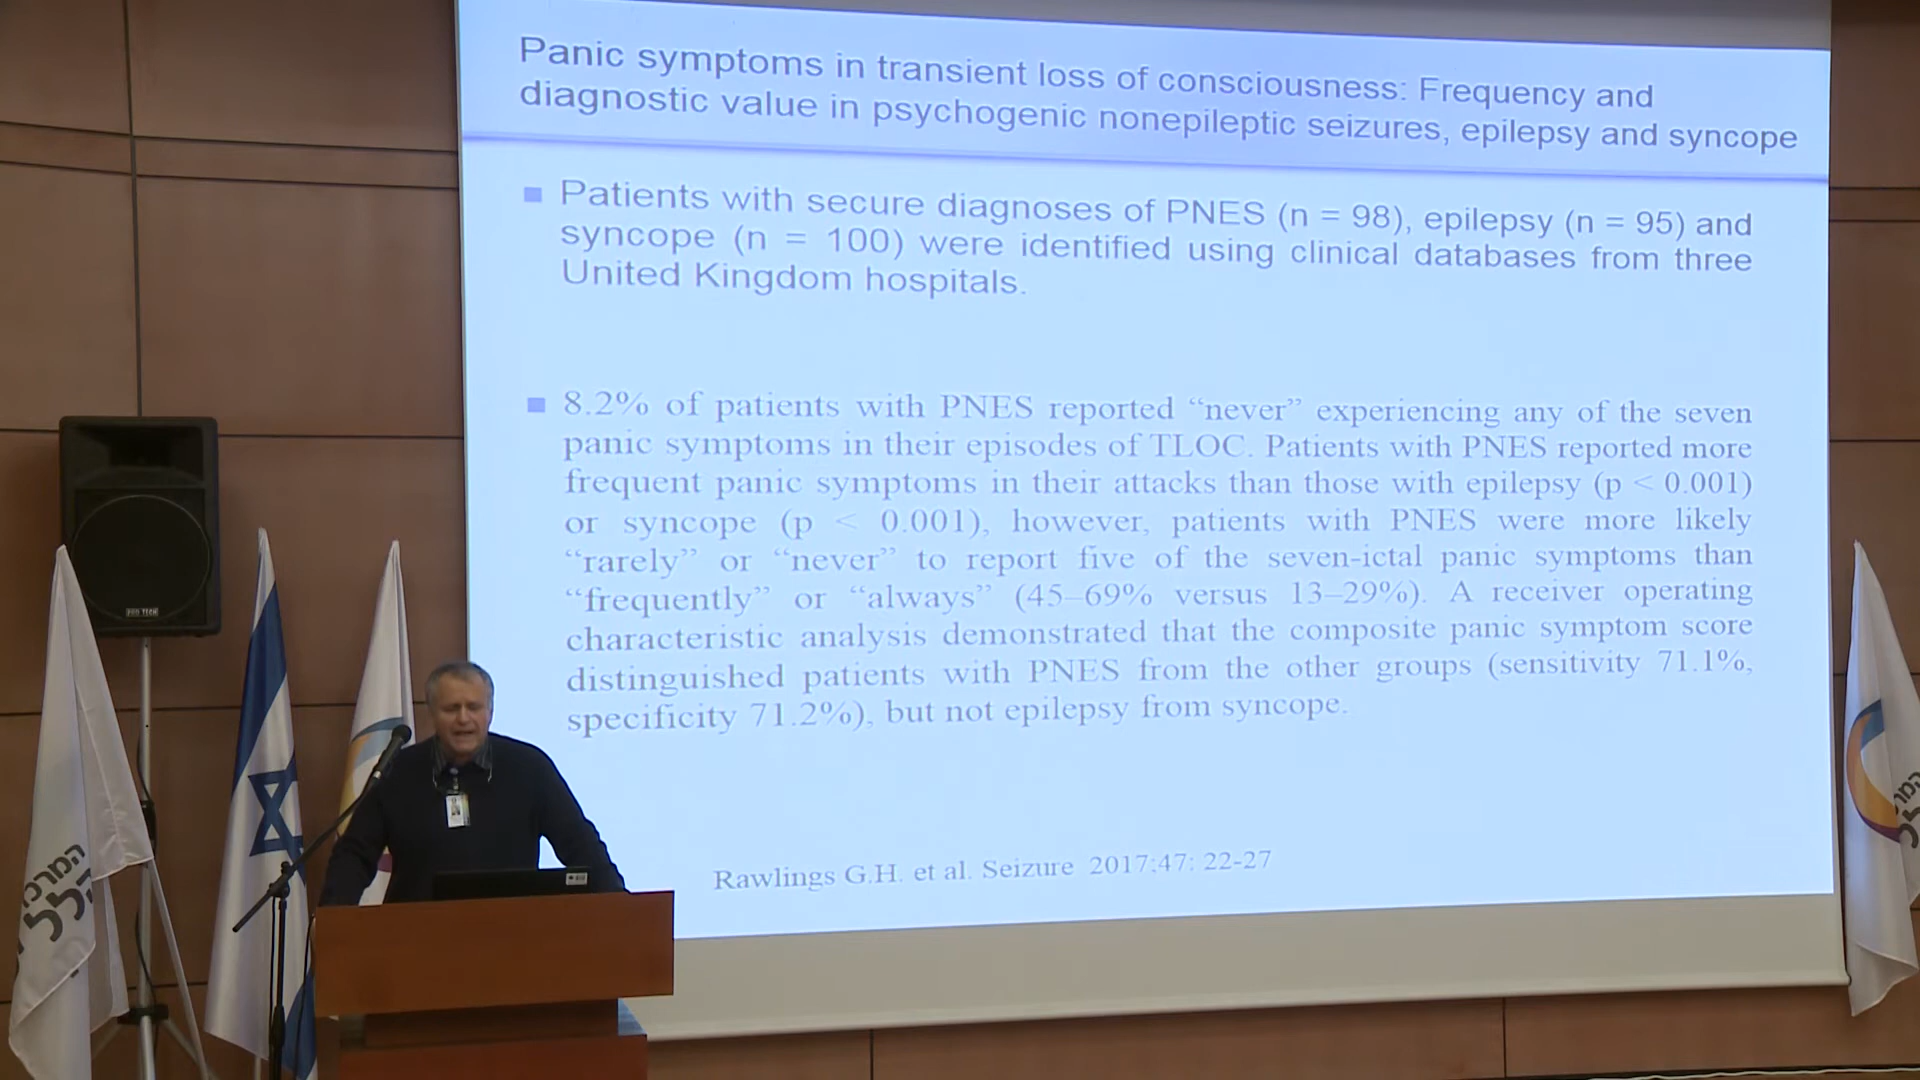 Panic symptoms in transient loss of consciousness: Frequency and
diagnostic value in psychogenic nonepileptic seizures, epilepsy and syncope
Patients with secure diagnoses of PNES (n = 98), epilepsy (n = 95) and
syncope (n = 100) were identified using clinical databases from three
United Kingdom hospitals.
8.2% of patients with PNES reported “never” experiencing any of the seven
panic symptoms in their episodes of TLOC. Patients with PNES reported more
frequent panic symptoms in their attacks than those with epilepsy (p < 0.001)
or syncope (p < 0.001), however, patients with PNES were more likely
“rarely” or “never” to report five of the seven-ictal panic symptoms than
“frequently” or “always” (45–69% versus 13–29%). A receiver operating
characteristic analysis demonstrated that the composite panic symptom score
distinguished patients with PNES from the other groups (sensitivity 71.1%,
specificity 71.2%), but not epilepsy from syncope.
Rawlings G.H. et al. Seizure 2017;47: 22-27
המרכ
הלל
המר